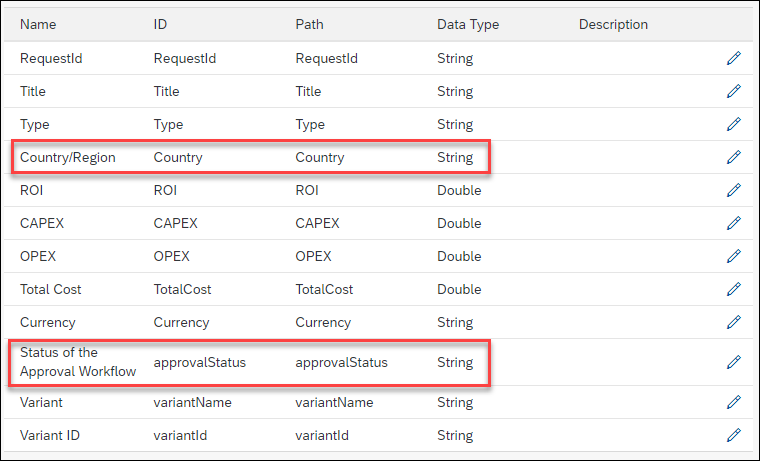 Name ID Path Data Type Description
RequestId RequestId RequestId String
Title Title Title String
Type Type Type String
Country/Region Country Country String
ROI ROI ROI Double
CAPEX CAPEX CAPEX Double
OPEX OPEX OPEX Double
Total Cost TotalCost TotalCost Double
Currency Currency Currency String
Status of the
Approval Workflow approvalStatus approvalStatus String
Variant variantName variantName String
Variant ID variantId variantId String